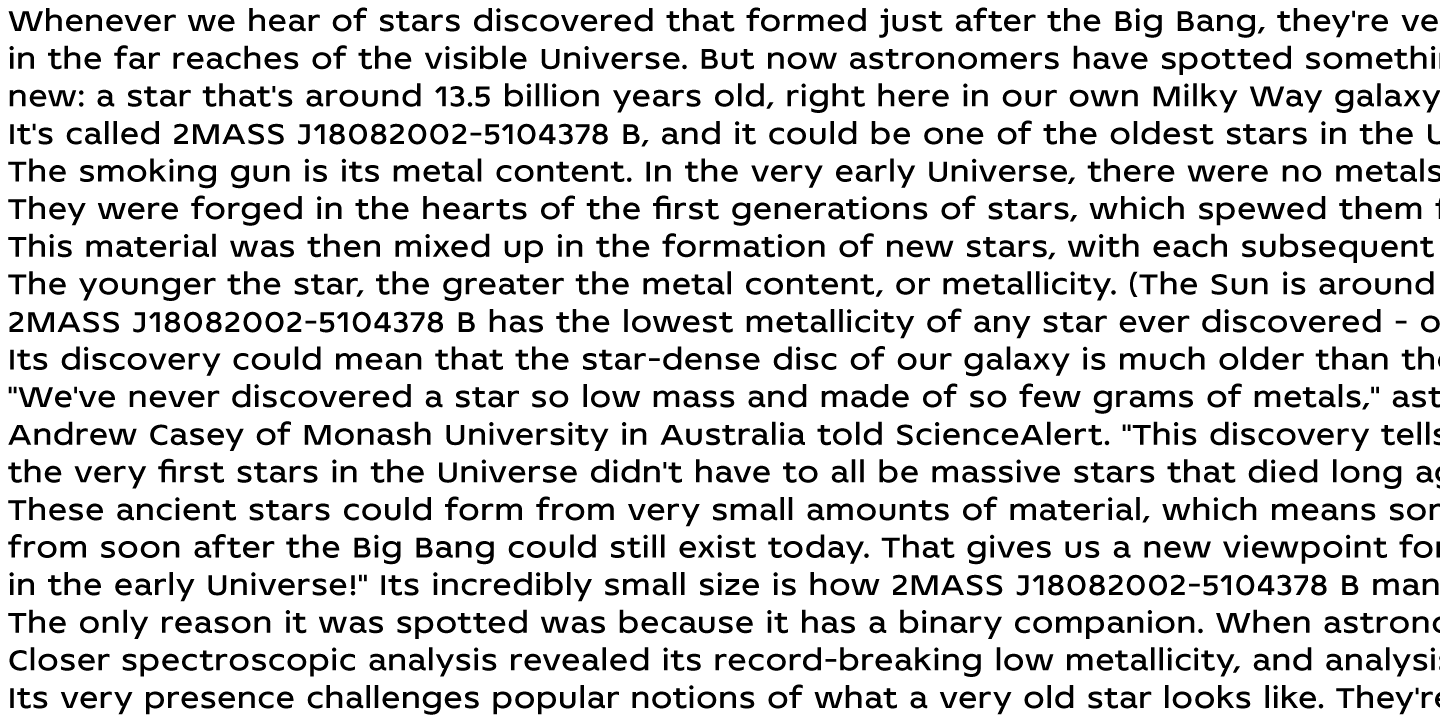 Whenever we hear of stars discovered that formed just after the Big Bang, they're ve
in the far reaches of the visible Universe. But now astronomers have spotted somethi
new: a star that's around 13.5 billion years old, right here in our own Milky Way galaxy
It's called 2MASS J18082002-5104378 B, and it could be one of the oldest stars in the U
The smoking gun is its metal content. In the very early Universe, there were no metals
They were forged in the hearts of the first generations of stars, which spewed them f
This material was then mixed up in the formation of new stars, with each subsequent
The younger the star, the greater the metal content, or metallicity. (The Sun is around
2MASS J18082002-5104378 B has the lowest metallicity of any star ever discovered - o
Its discovery could mean that the star-dense disc of our galaxy is much older than the
"We've never discovered a star so low mass and made of so few grams of metals," ast
Andrew Casey of Monash University in Australia told ScienceAlert. "This discovery tells
the very first stars in the Universe didn't have to all be massive stars that died long ag
These ancient stars could form from very small amounts of material, which means som
from soon after the Big Bang could still exist today. That gives us a new viewpoint for
in the early Universe!" Its incredibly small size is how 2MASS J18082002-5104378 B man
The only reason it was spotted was because it has a binary companion. When astrono
Closer spectroscopic analysis revealed its record-breaking low metallicity, and analysis
Its very presence challenges popular notions of what a very old star looks like. They're